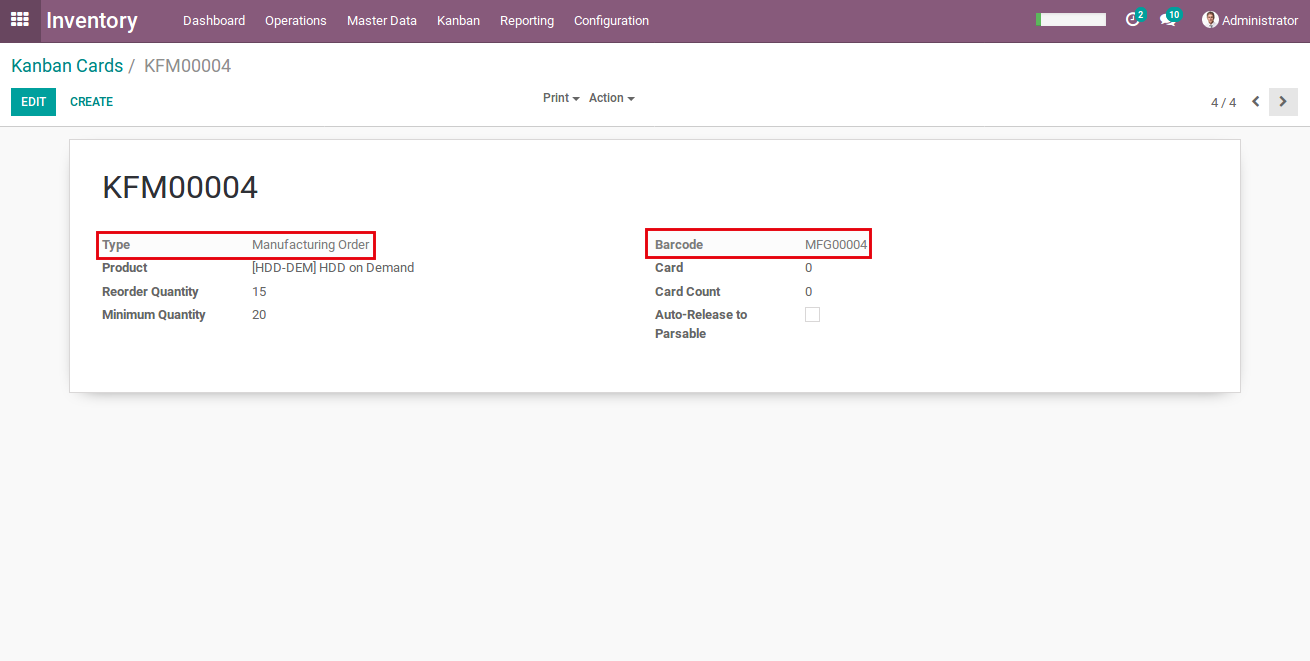 Inventory Dashboard Operations Master Data Kanban Reporting Configuration 2 10 Administrator
Kanban Cards / KFM00004
EDIT CREATE Print Action 4 / 4
KFM00004
Type Manufacturing Order Barcode MFG00004
Product [HDD-DEM] HDD on Demand Card 0
Reorder Quantity 15 Card Count 0
Minimum Quantity 20 Auto-Release to
Parsable